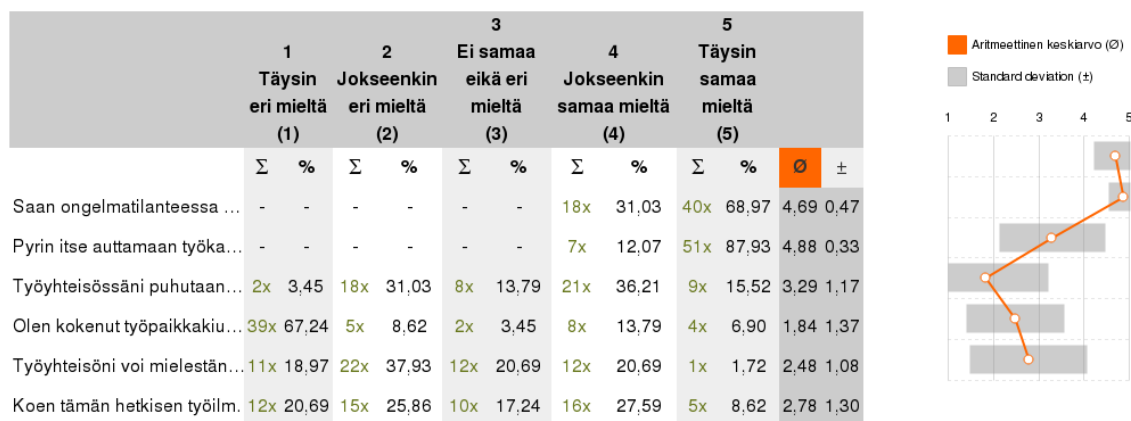 1 2 3 4 5
Täysin eri mieltä (1) Jokseenkin eri mieltä (2) Ei samaa eikä eri mieltä (3) Jokseenkin samaa mieltä (4) Täysin samaa mieltä (5)
Σ % Σ % Σ % Σ % Σ % Ø ±
Saan ongelmatilanteessa ... - - - - - - 18x 31,03 40x 68,97 4,69 0,47
Pyrin itse auttamaan työka... - - - - - - 7x 12,07 51x 87,93 4,88 0,33
Työyhteisössäni puhutaan... 2x 3,45 18x 31,03 8x 13,79 21x 36,21 9x 15,52 3,29 1,17
Olen kokenut työpaikkakiu... 39x 67,24 5x 8,62 2x 3,45 8x 13,79 4x 6,90 1,84 1,37
Työyhteisöni voi mielestän... 11x 18,97 22x 37,93 12x 20,69 12x 20,69 1x 1,72 2,48 1,08
Koen tämän hetkisen työilm. 12x 20,69 15x 25,86 10x 17,24 16x 27,59 5x 8,62 2,78 1,30
Aritmeettinen keskiarvo (Ø)
Standard deviation (±)
1 2 3 4 5